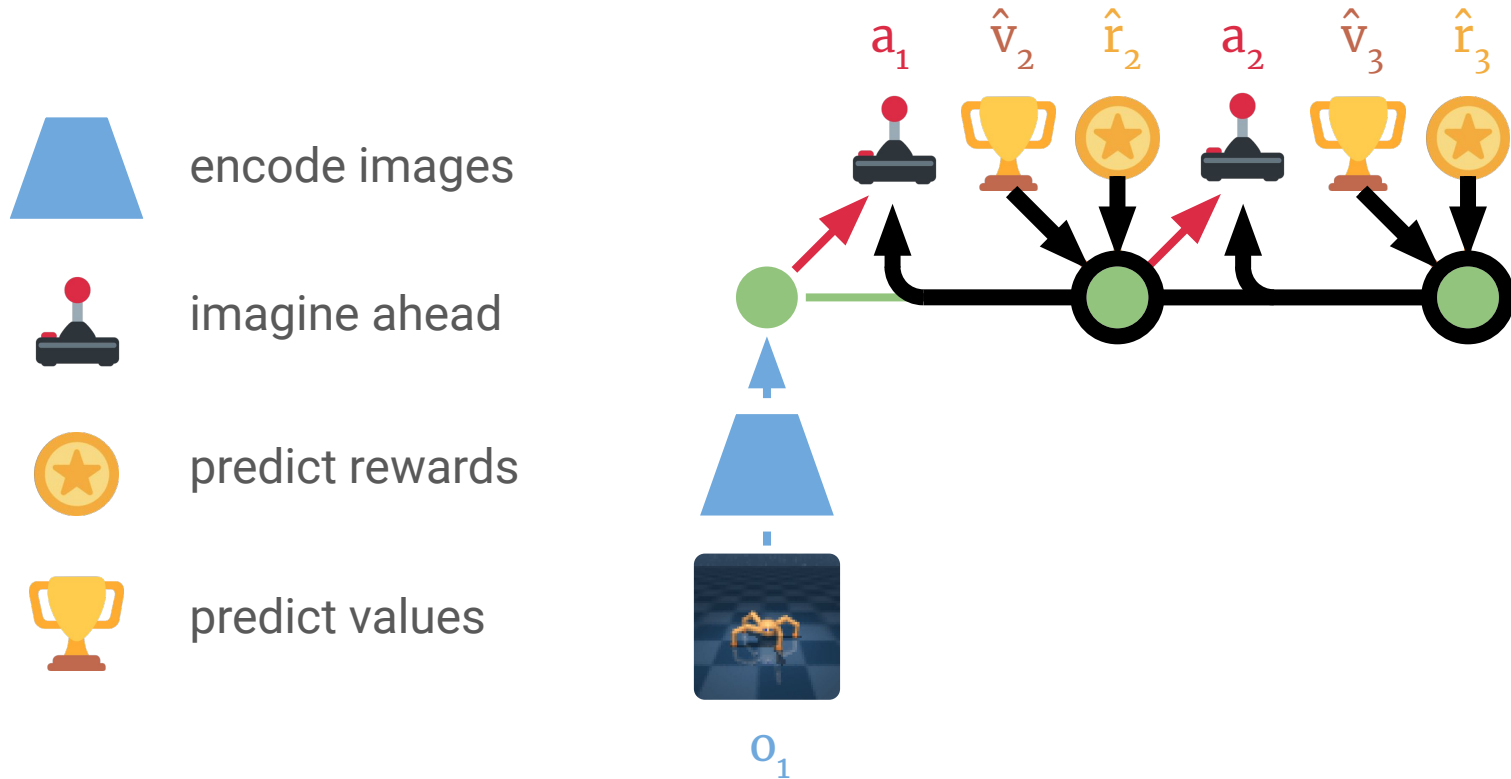 a₁ v̂₂ r̂₂ a₂ v̂₃ r̂₃
encode images
imagine ahead
predict rewards
predict values
o₁